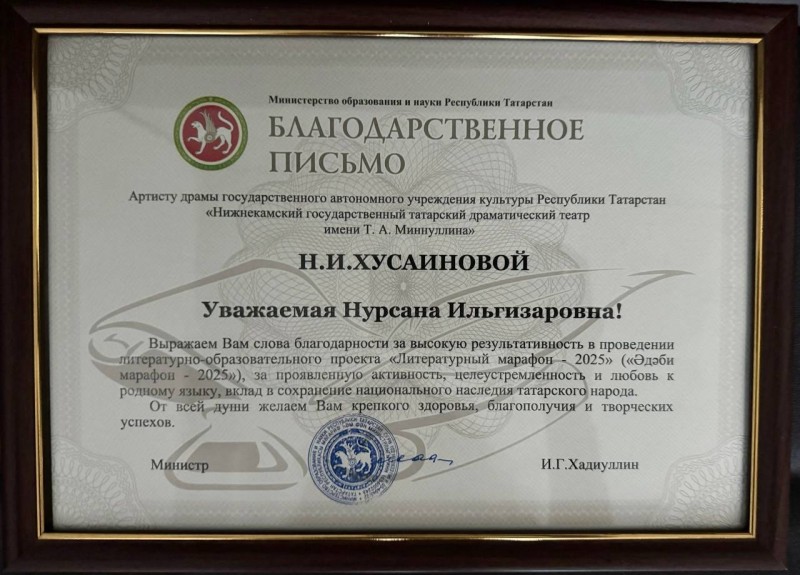 Министерство образования и науки Республики Татарстан
БЛАГОДАРСТВЕННОЕ
ПИСЬМО
Артисту драмы государственного автономного учреждения культуры Республики Татарстан
«Нижнекамский государственный татарский драматический театр
имени Т. А. Миннуллина»
Н.И.ХУСАИНОВОЙ
Уважаемая Нурсана Ильгизаровна!
Выражаем Вам слова благодарности за высокую результативность в проведении
литературно-образовательного проекта «Литературный марафон - 2025» («Әдәби
марафон - 2025»), за проявленную активность, целеустремленность и любовь к
родному языку, вклад в сохранение национального наследия татарского народа.
От всей души желаем Вам крепкого здоровья, благополучия и творческих
успехов.
Министр
И.Г.Хадиуллин